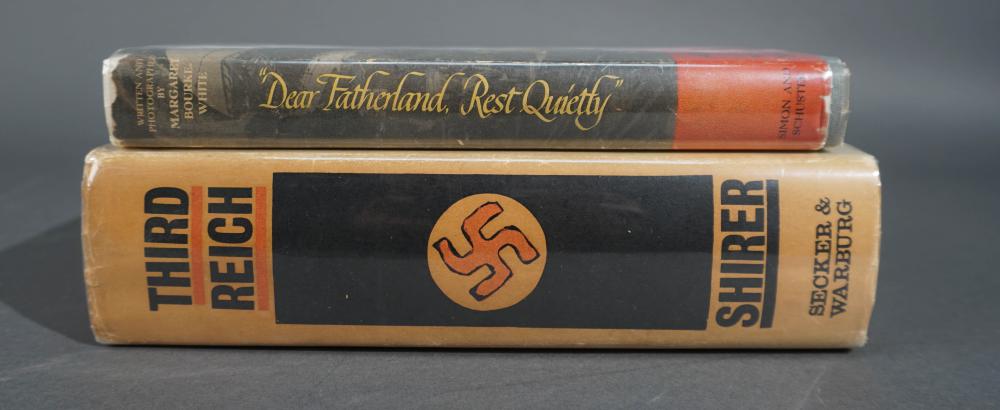 WRITTEN AND
PHOTOGRAPHED
BY
MARGARET
BOURKE-
WHITE
"Dear Fatherland, Rest Quietly"
SIMON AND
SCHUSTER
THIRD
REICH
SHIRER
SECKER &
WARBURG